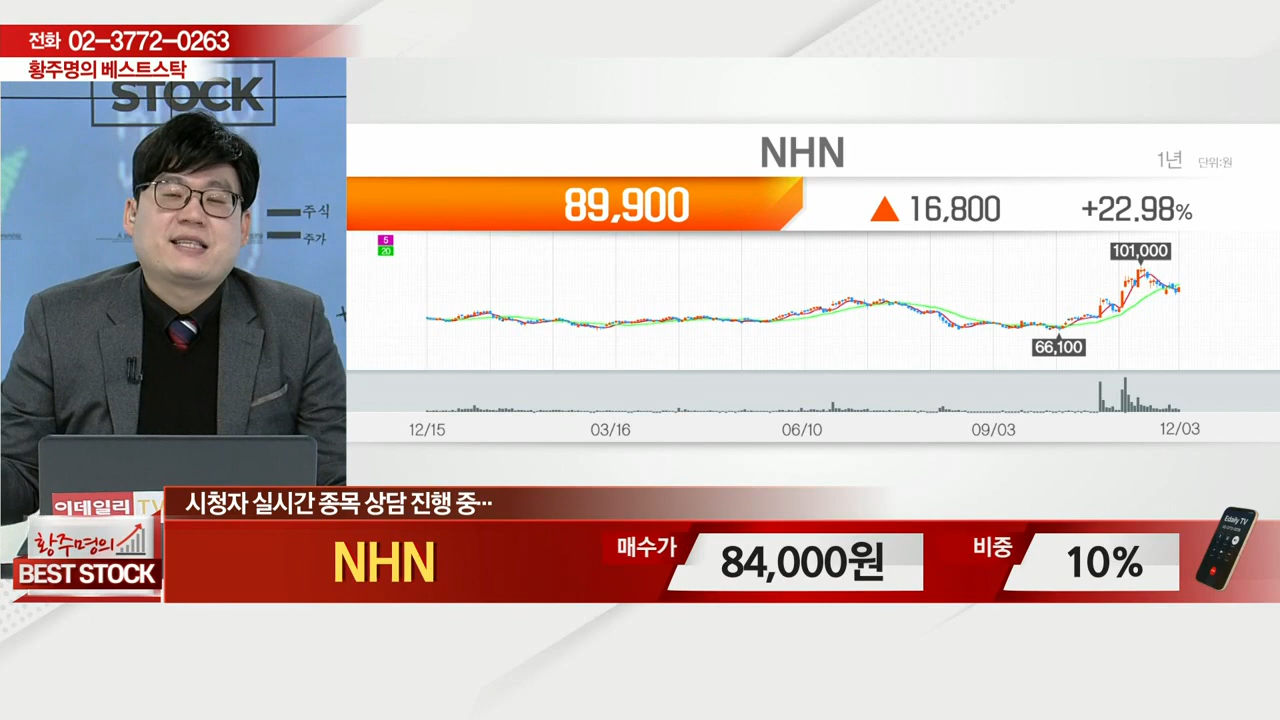 전화 02-3772-0263
황주명의 베스트스탁
STOCK
주식
주가
NHN
1년 단위:원
89,900 ▲ 16,800 +22.98%
5
20
101,000
66,100
12/15 03/16 06/10 09/03 12/03
이데일리 TV
시청자 실시간 종목 상담 진행 중…
황주명의
BEST STOCK
NHN 매수가 84,000원 비중 10%
Edaily TV